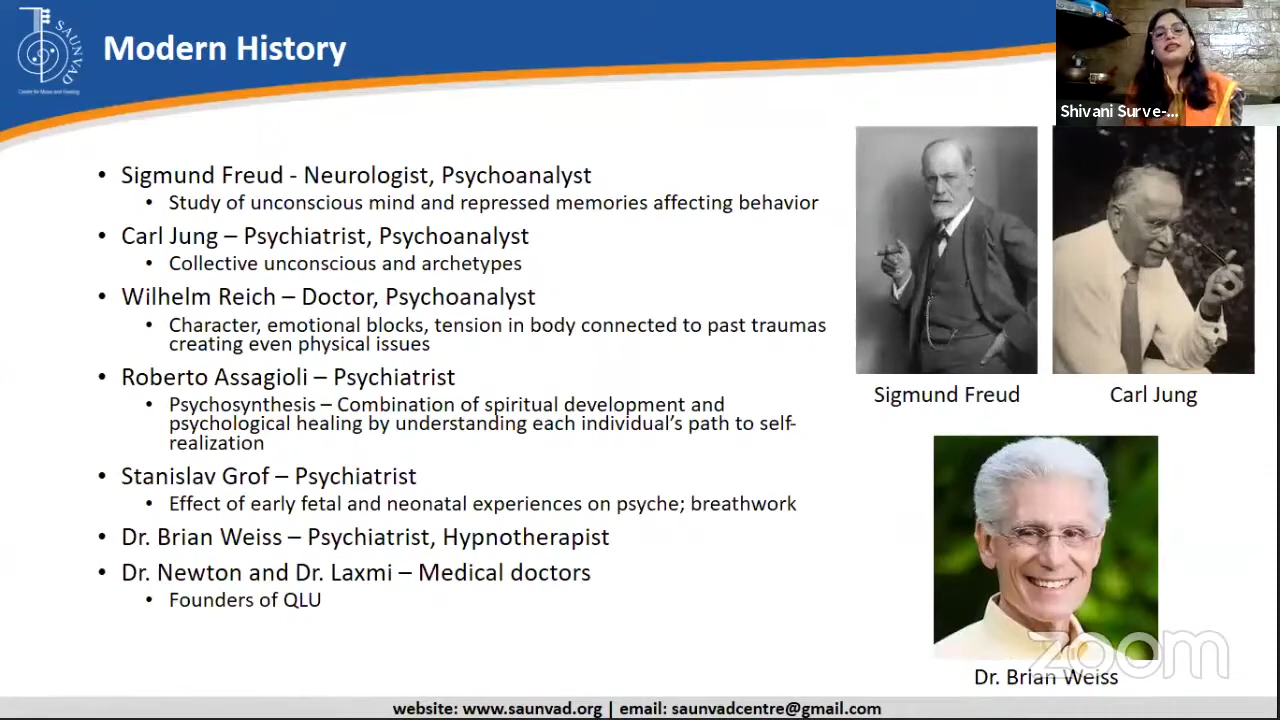 SAUNVAD
Centre for Music and Healing
Modern History
Shivani Surve-...
• Sigmund Freud - Neurologist, Psychoanalyst
• Study of unconscious mind and repressed memories affecting behavior
• Carl Jung – Psychiatrist, Psychoanalyst
• Collective unconscious and archetypes
• Wilhelm Reich – Doctor, Psychoanalyst
• Character, emotional blocks, tension in body connected to past traumas
creating even physical issues
• Roberto Assagioli – Psychiatrist
• Psychosynthesis – Combination of spiritual development and
psychological healing by understanding each individual's path to self-
realization
• Stanislav Grof – Psychiatrist
• Effect of early fetal and neonatal experiences on psyche; breathwork
• Dr. Brian Weiss – Psychiatrist, Hypnotherapist
• Dr. Newton and Dr. Laxmi – Medical doctors
• Founders of QLU
Sigmund Freud
Carl Jung
zoom
Dr. Brian Weiss
website: www.saunvad.org | email: saunvadcentre@gmail.com